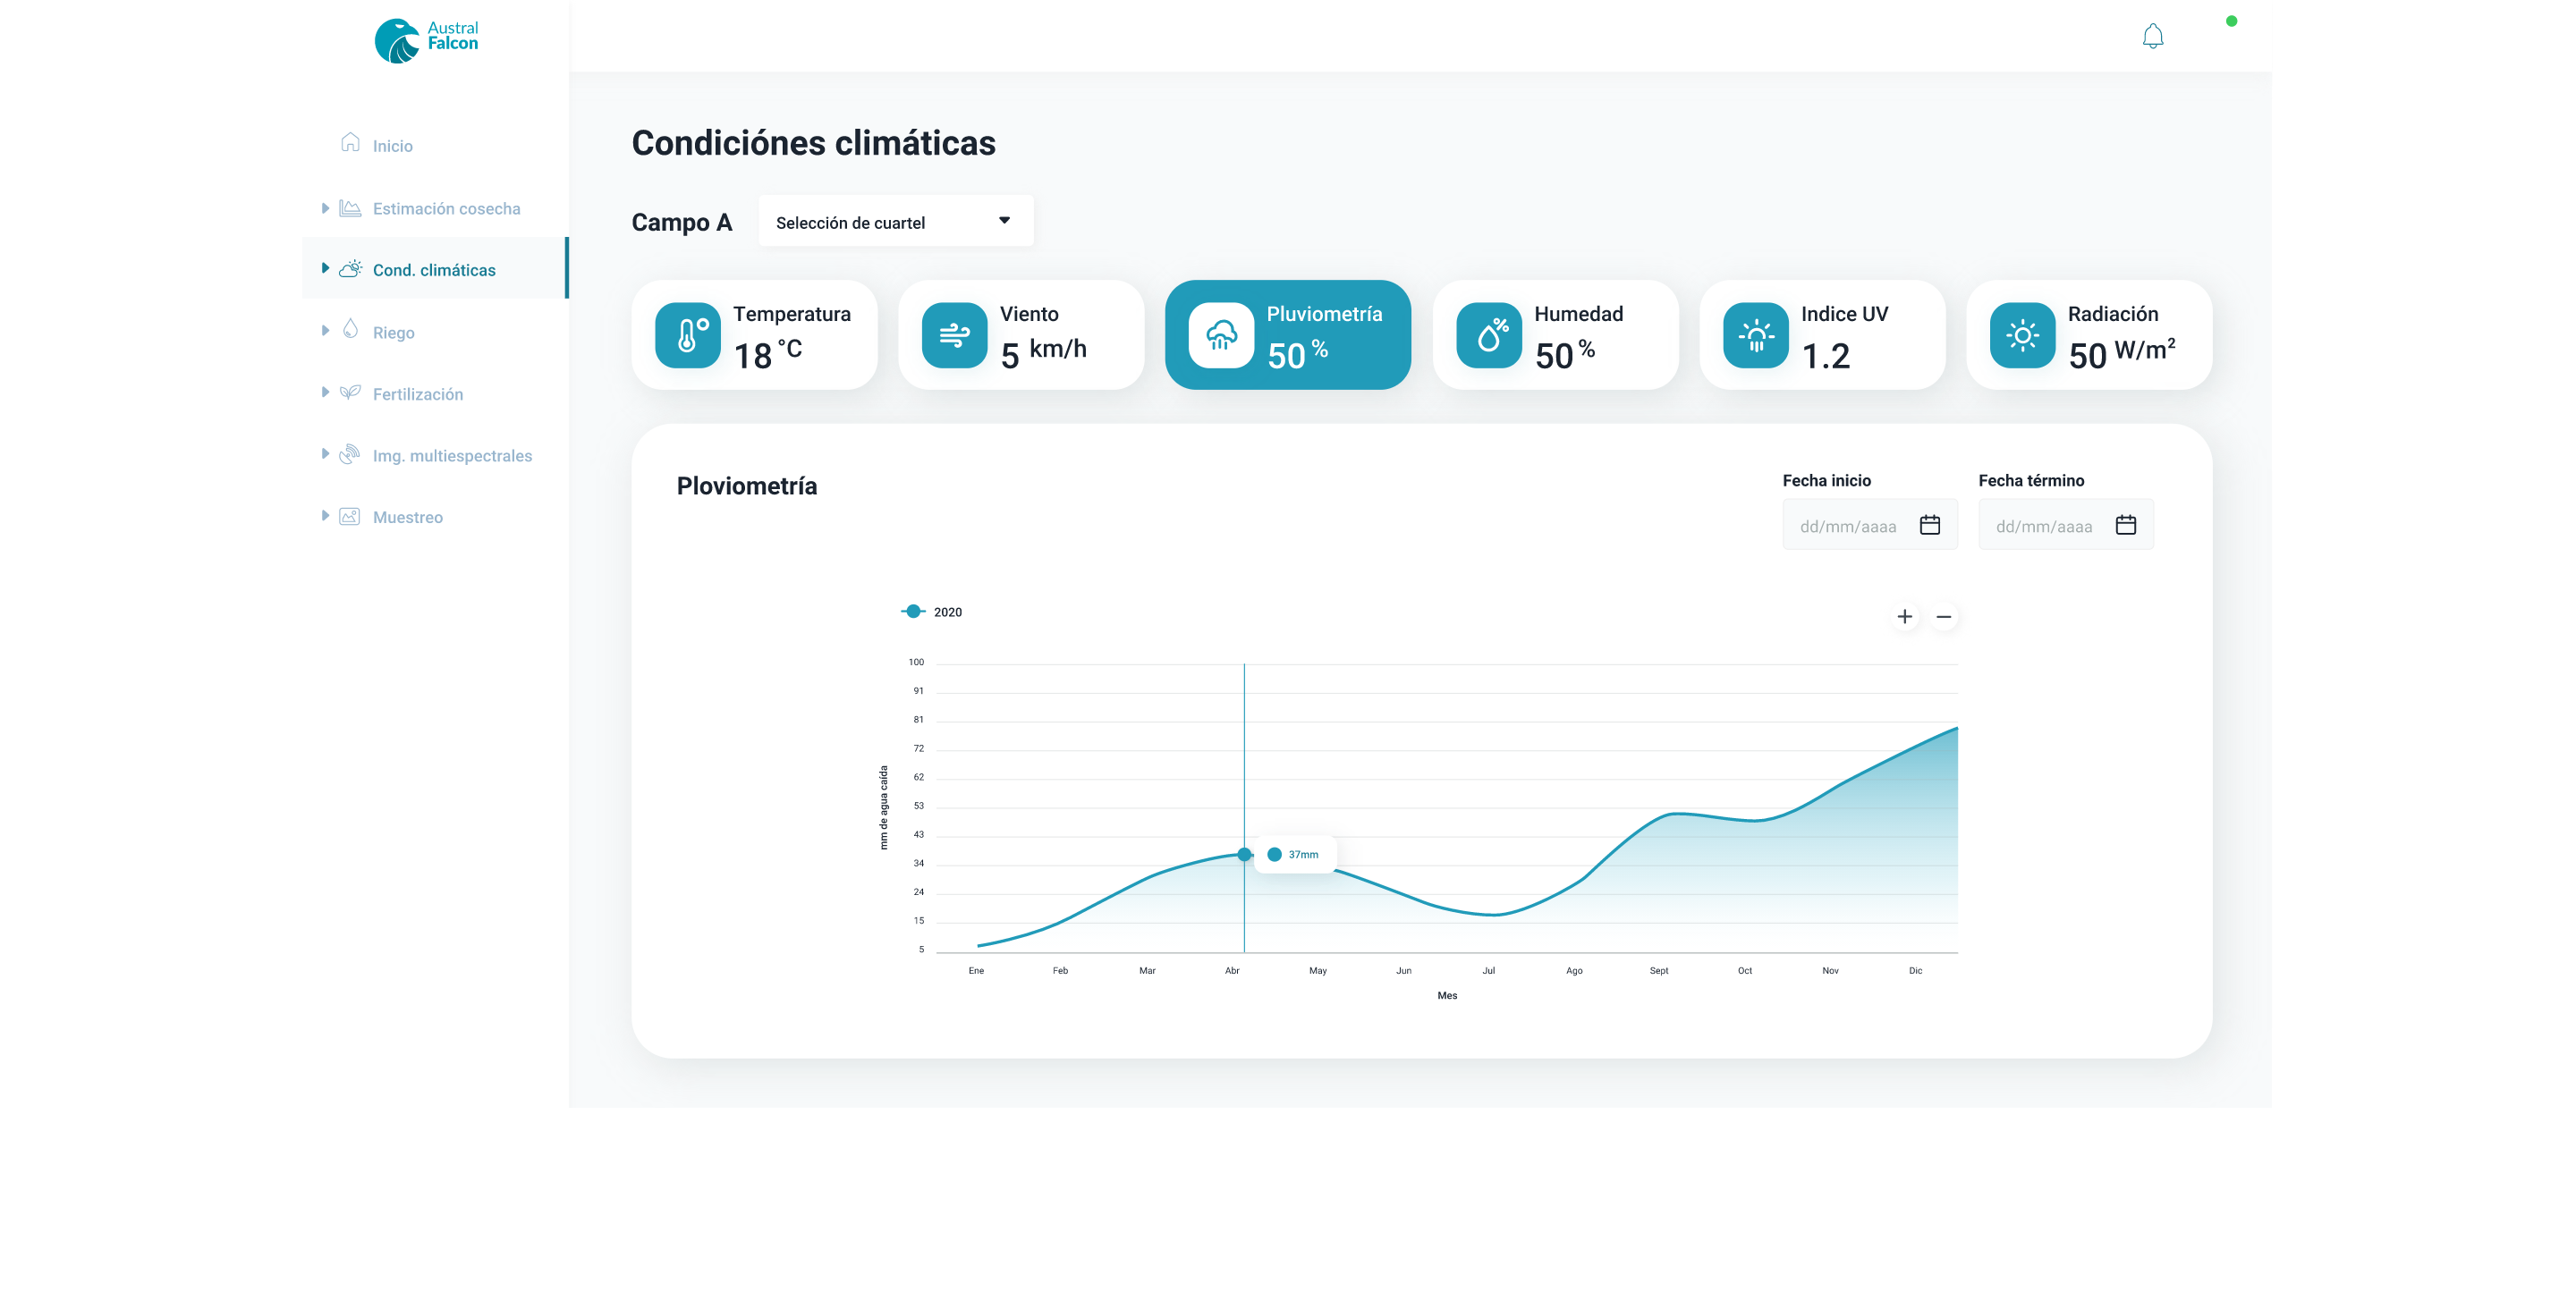 Austral
Falcon
Inicio
Estimación cosecha
Cond. climáticas
Riego
Fertilización
Img. multiespectrales
Muestreo
Condiciónes climáticas
Campo A
Selección de cuartel
Temperatura
18 °C
Viento
5 km/h
Pluviometría
50 %
Humedad
50 %
Indice UV
1.2
Radiación
50 W/m²
Ploviometría
Fecha inicio
dd/mm/aaaa
Fecha término
dd/mm/aaaa
2020
mm de agua caída
100
91
81
72
62
53
43
34
24
15
5
37mm
Ene Feb Mar Abr May Jun Jul Ago Sept Oct Nov Dic
Mes